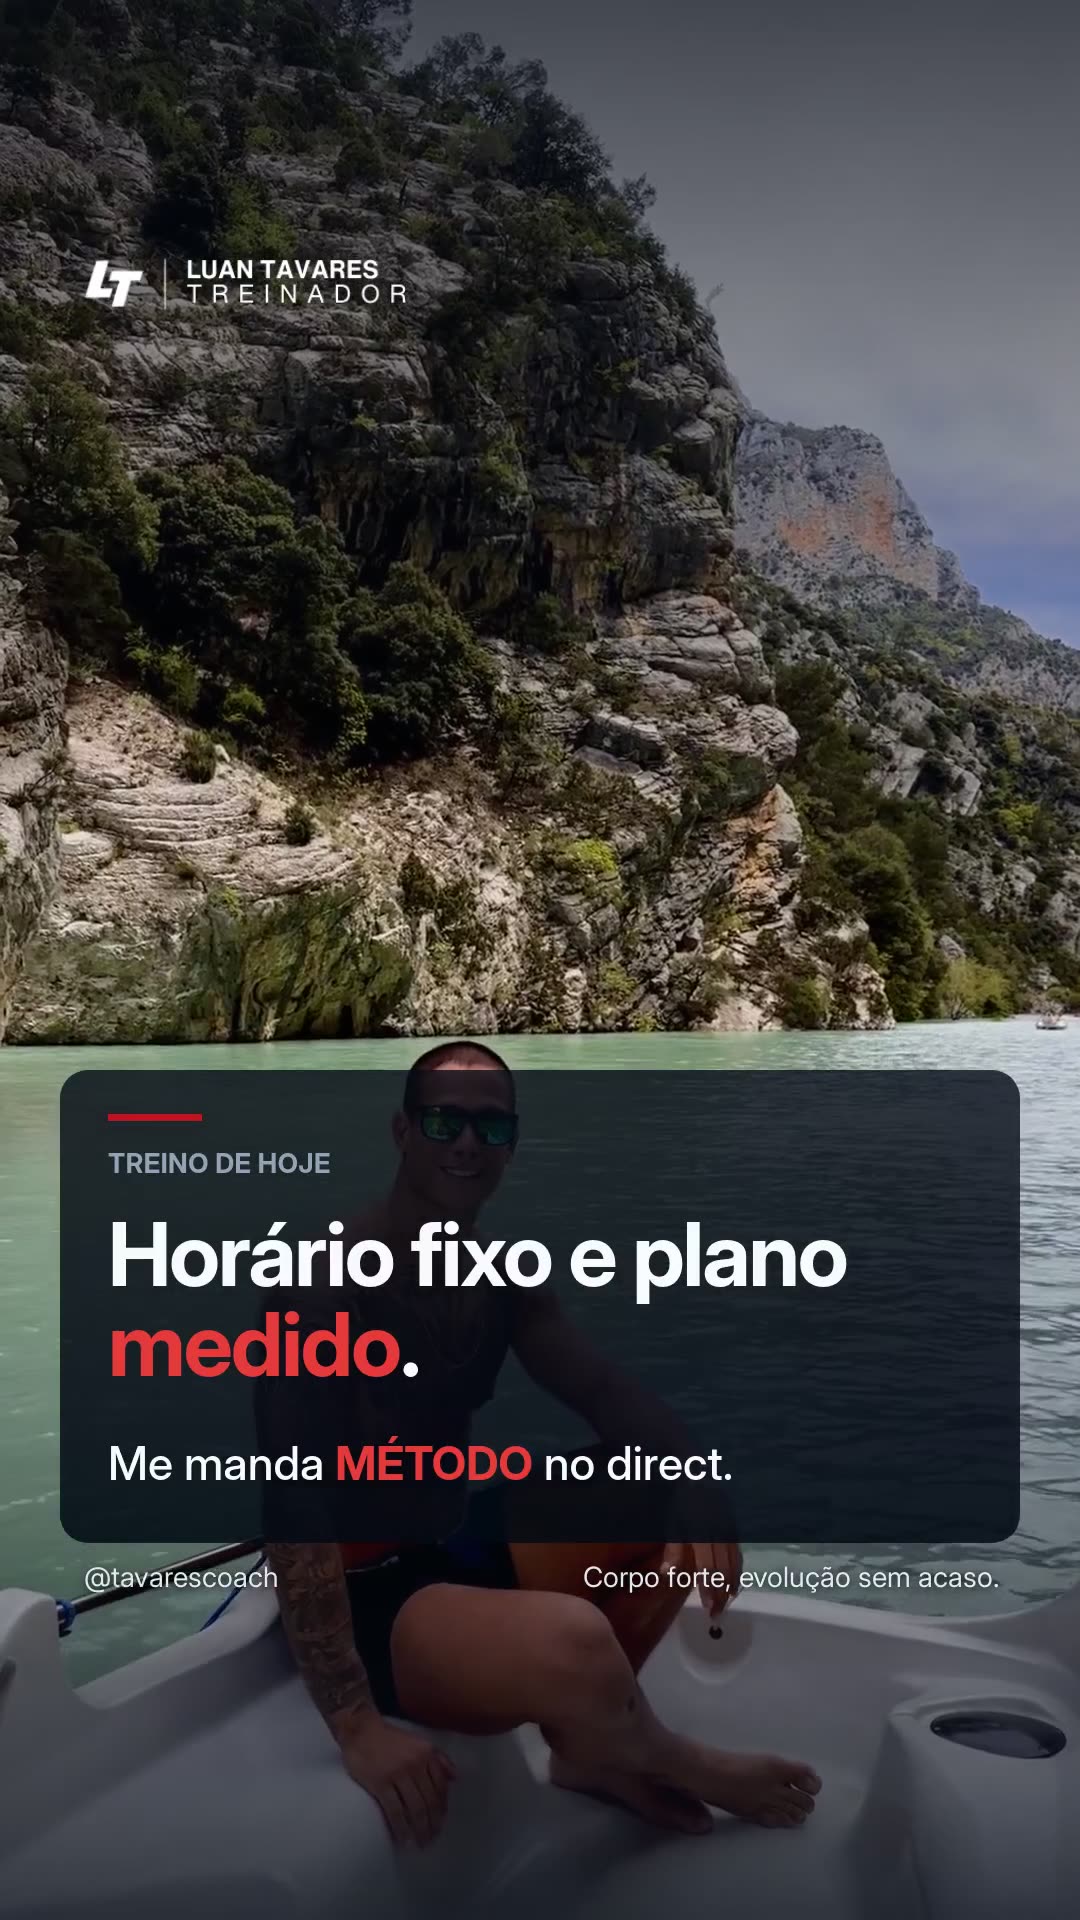 LT
LUAN TAVARES
TREINADOR
TREINO DE HOJE
Horário fixo e plano
medido.
Me manda MÉTODO no direct.
@tavarescoach
Corpo forte, evolução sem acaso.